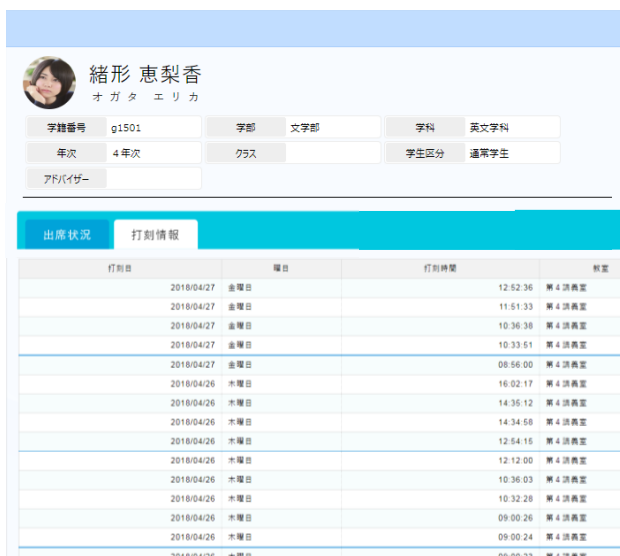 緒形 恵梨香
オガタ エリカ
学籍番号 g1501 学部 文学部 学科 英文学科
年次 4年次 クラス 学生区分 通常学生
アドバイザー
出席状況 打刻情報
打刻日 曜日 打刻時間 教室
2018/04/27 金曜日 12:52:36 第4講義室
2018/04/27 金曜日 11:51:33 第4講義室
2018/04/27 金曜日 10:36:38 第4講義室
2018/04/27 金曜日 10:33:51 第4講義室
2018/04/27 金曜日 08:56:00 第4講義室
2018/04/26 木曜日 16:02:17 第4講義室
2018/04/26 木曜日 14:35:12 第4講義室
2018/04/26 木曜日 14:34:58 第4講義室
2018/04/26 木曜日 12:54:15 第4講義室
2018/04/26 木曜日 12:12:00 第4講義室
2018/04/26 木曜日 10:36:03 第4講義室
2018/04/26 木曜日 10:32:28 第4講義室
2018/04/26 木曜日 09:00:26 第4講義室
2018/04/26 木曜日 09:00:24 第4講義室